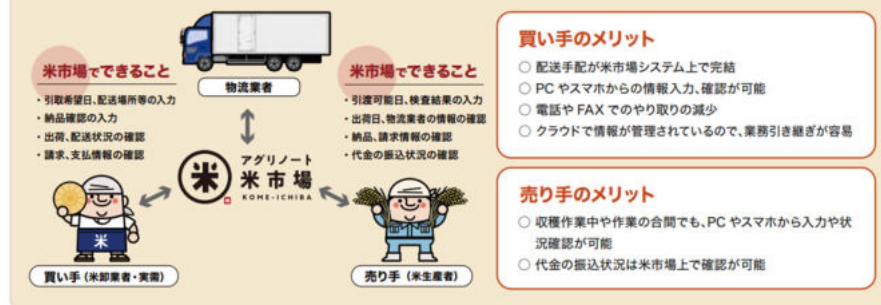 物流業者
米市場でできること
・引取希望日、配送場所等の入力
・納品確認の入力
・出荷、配送状況の確認
・請求、支払情報の確認
米市場でできること
・引渡可能日、検査結果の入力
・出荷日、物流業者の情報の確認
・納品、請求情報の確認
・代金の振込状況の確認
米
アグリノート
米市場
KOME-ICHIBA
米
買い手（米卸業者・実需）
売り手（米生産者）
買い手のメリット
○ 配送手配が米市場システム上で完結
○ PC やスマホからの情報入力、確認が可能
○ 電話や FAX でのやり取りの減少
○ クラウドで情報が管理されているので、業務引き継ぎが容易
売り手のメリット
○ 収穫作業中や作業の合間でも、PC やスマホから入力や状
況確認が可能
○ 代金の振込状況は米市場上で確認が可能